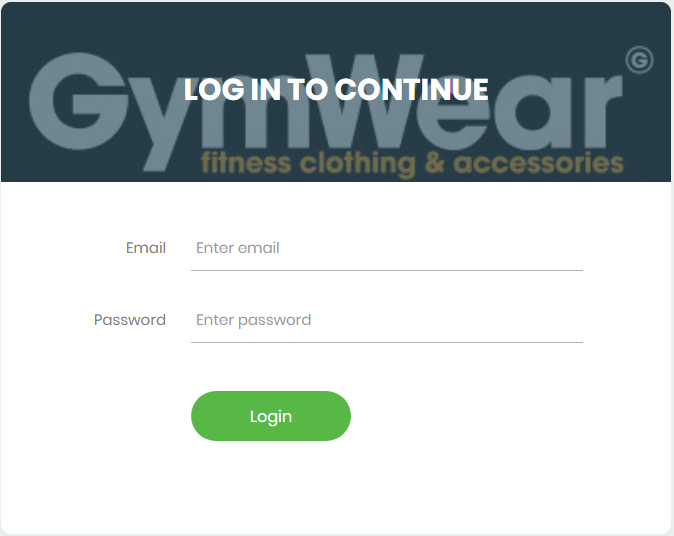 GymWear G
LOG IN TO CONTINUE
fitness clothing & accessories
Email
Enter email
Password
Enter password
Login